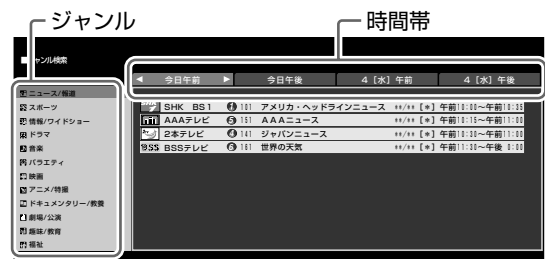 ジャンル
時間帯
ジャンル検索
今日午前 今日午後 4［水］午前 4［水］午後
ニュース/報道
スポーツ
情報/ワイドショー
ドラマ
音楽
バラエティ
映画
アニメ/特撮
ドキュメンタリー/教養
劇場/公演
趣味/教育
福祉
SHK BS1 101 アメリカ・ヘッドラインニュース **/** [*] 午前10:00～午前10:35
AAAテレビ 151 AAAニュース **/** [*] 午前10:15～午前11:00
2本テレビ 141 ジャパンニュース **/** [*] 午前10:30～午前11:00
BSSテレビ 161 世界の天気 **/** [*] 午前11:30～午後 0:00